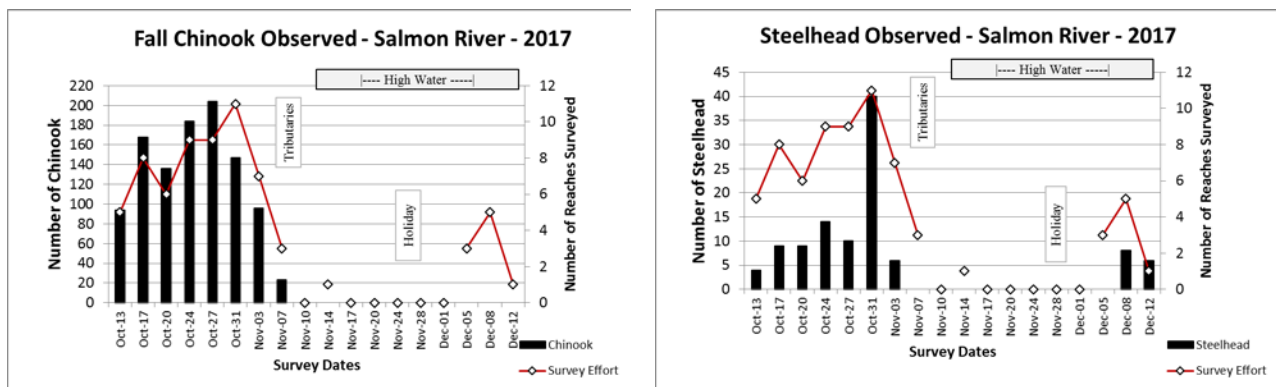 Fall Chinook Observed - Salmon River - 2017
|---- High Water -----|
Number of Chinook
220
200
180
160
140
120
100
80
60
40
20
0
Tributaries
Holiday
12
10
8
6
4
2
0
Number of Reaches Surveyed
Oct-13
Oct-17
Oct-20
Oct-24
Oct-27
Oct-31
Nov-03
Nov-07
Nov-10
Nov-14
Nov-17
Nov-20
Nov-24
Nov-28
Dec-01
Dec-05
Dec-08
Dec-12
Survey Dates
Chinook
Survey Effort
Steelhead Observed - Salmon River - 2017
|---- High Water -----|
Number of Steelhead
45
40
35
30
25
20
15
10
5
0
Tributaries
Holiday
12
10
8
6
4
2
0
Number of Reaches Surveyed
Oct-13
Oct-17
Oct-20
Oct-24
Oct-27
Oct-31
Nov-03
Nov-07
Nov-10
Nov-14
Nov-17
Nov-20
Nov-24
Nov-28
Dec-01
Dec-05
Dec-08
Dec-12
Survey Dates
Steelhead
Survey Effort